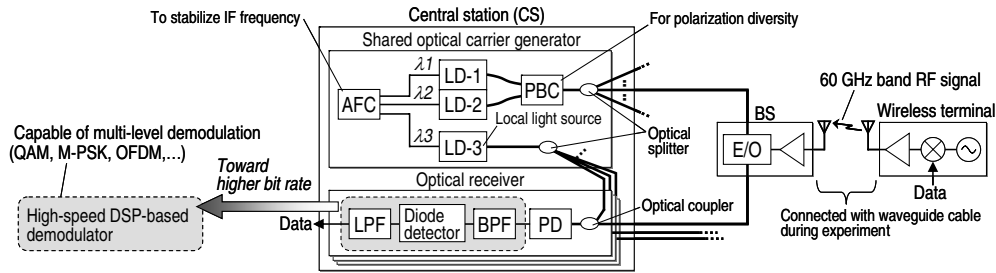 To stabilize IF frequency
Central station (CS)
For polarization diversity
Shared optical carrier generator
λ1
LD-1
λ2
LD-2
PBC
AFC
λ3
LD-3
Local light source
Optical
splitter
60 GHz band RF signal
BS
Wireless terminal
E/O
Data
Connected with waveguide cable
during experiment
Capable of multi-level demodulation
(QAM, M-PSK, OFDM,...)
Toward
higher bit rate
High-speed DSP-based
demodulator
Optical receiver
Data
LPF
Diode
detector
BPF
PD
Optical coupler